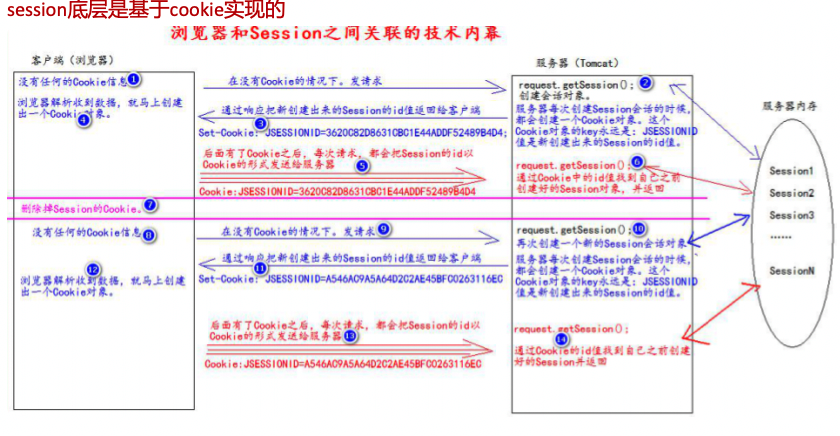 session底层是基于cookie实现的
浏览器和Session之间关联的技术内幕
客户端（浏览器）
服务器（Tomcat）
没有任何的Cookie信息 1
在没有Cookie的情况下。发请求
request.getSession(); 2
创建会话对象。
服务器内存
浏览器解析收到数据，就马上创建
出一个Cookie对象。 4
通过响应把新创建出来的Session的id值返回给客户端
3
Set-Cookie: JSESSIONID=3620C82D8631CBC1E44ADDF52489B4D4;
服务器每次创建Session会话的时候，
都会创建一个Cookie对象。这个
Cookie对象的key永远是：JSESSIONID
值是新创建出来的Session的id值。
后面有了Cookie之后，每次请求，都会把Session的id以
Cookie的形式发送给服务器 5
Cookie:JSESSIONID=3620C82D8631CBC1E44ADDF52489B4D4
request.getSession(); 6
通过Cookie中的id值找到自己之前
创建好的Session对象，并返回
Session1
Session2
Session3
......
SessionN
删除掉Session的Cookie。 7
没有任何的Cookie信息 8
在没有Cookie的情况下。发请求 9
request.getSession(); 10
再次创建一个新的Session会话对象
通过响应把新创建出来的Session的id值返回给客户端
11
Set-Cookie: JSESSIONID=A546AC9A5A64D2C2AE45BFC0263116EC
服务器每次创建Session会话的时候，
都会创建一个Cookie对象。这个
Cookie对象的key永远是：JSESSIONID
值是新创建出来的Session的id值。
12
浏览器解析收到数据，就马上创建
出一个Cookie对象。
后面有了Cookie之后，每次请求，都会把Session的id以
Cookie的形式发送给服务器 13
Cookie:JSESSIONID=A546AC9A5A64D2C2AE45BFC0263116EC
request.getSession();
14
通过Cookie的id值找到自己之前创建
好的Session并返回